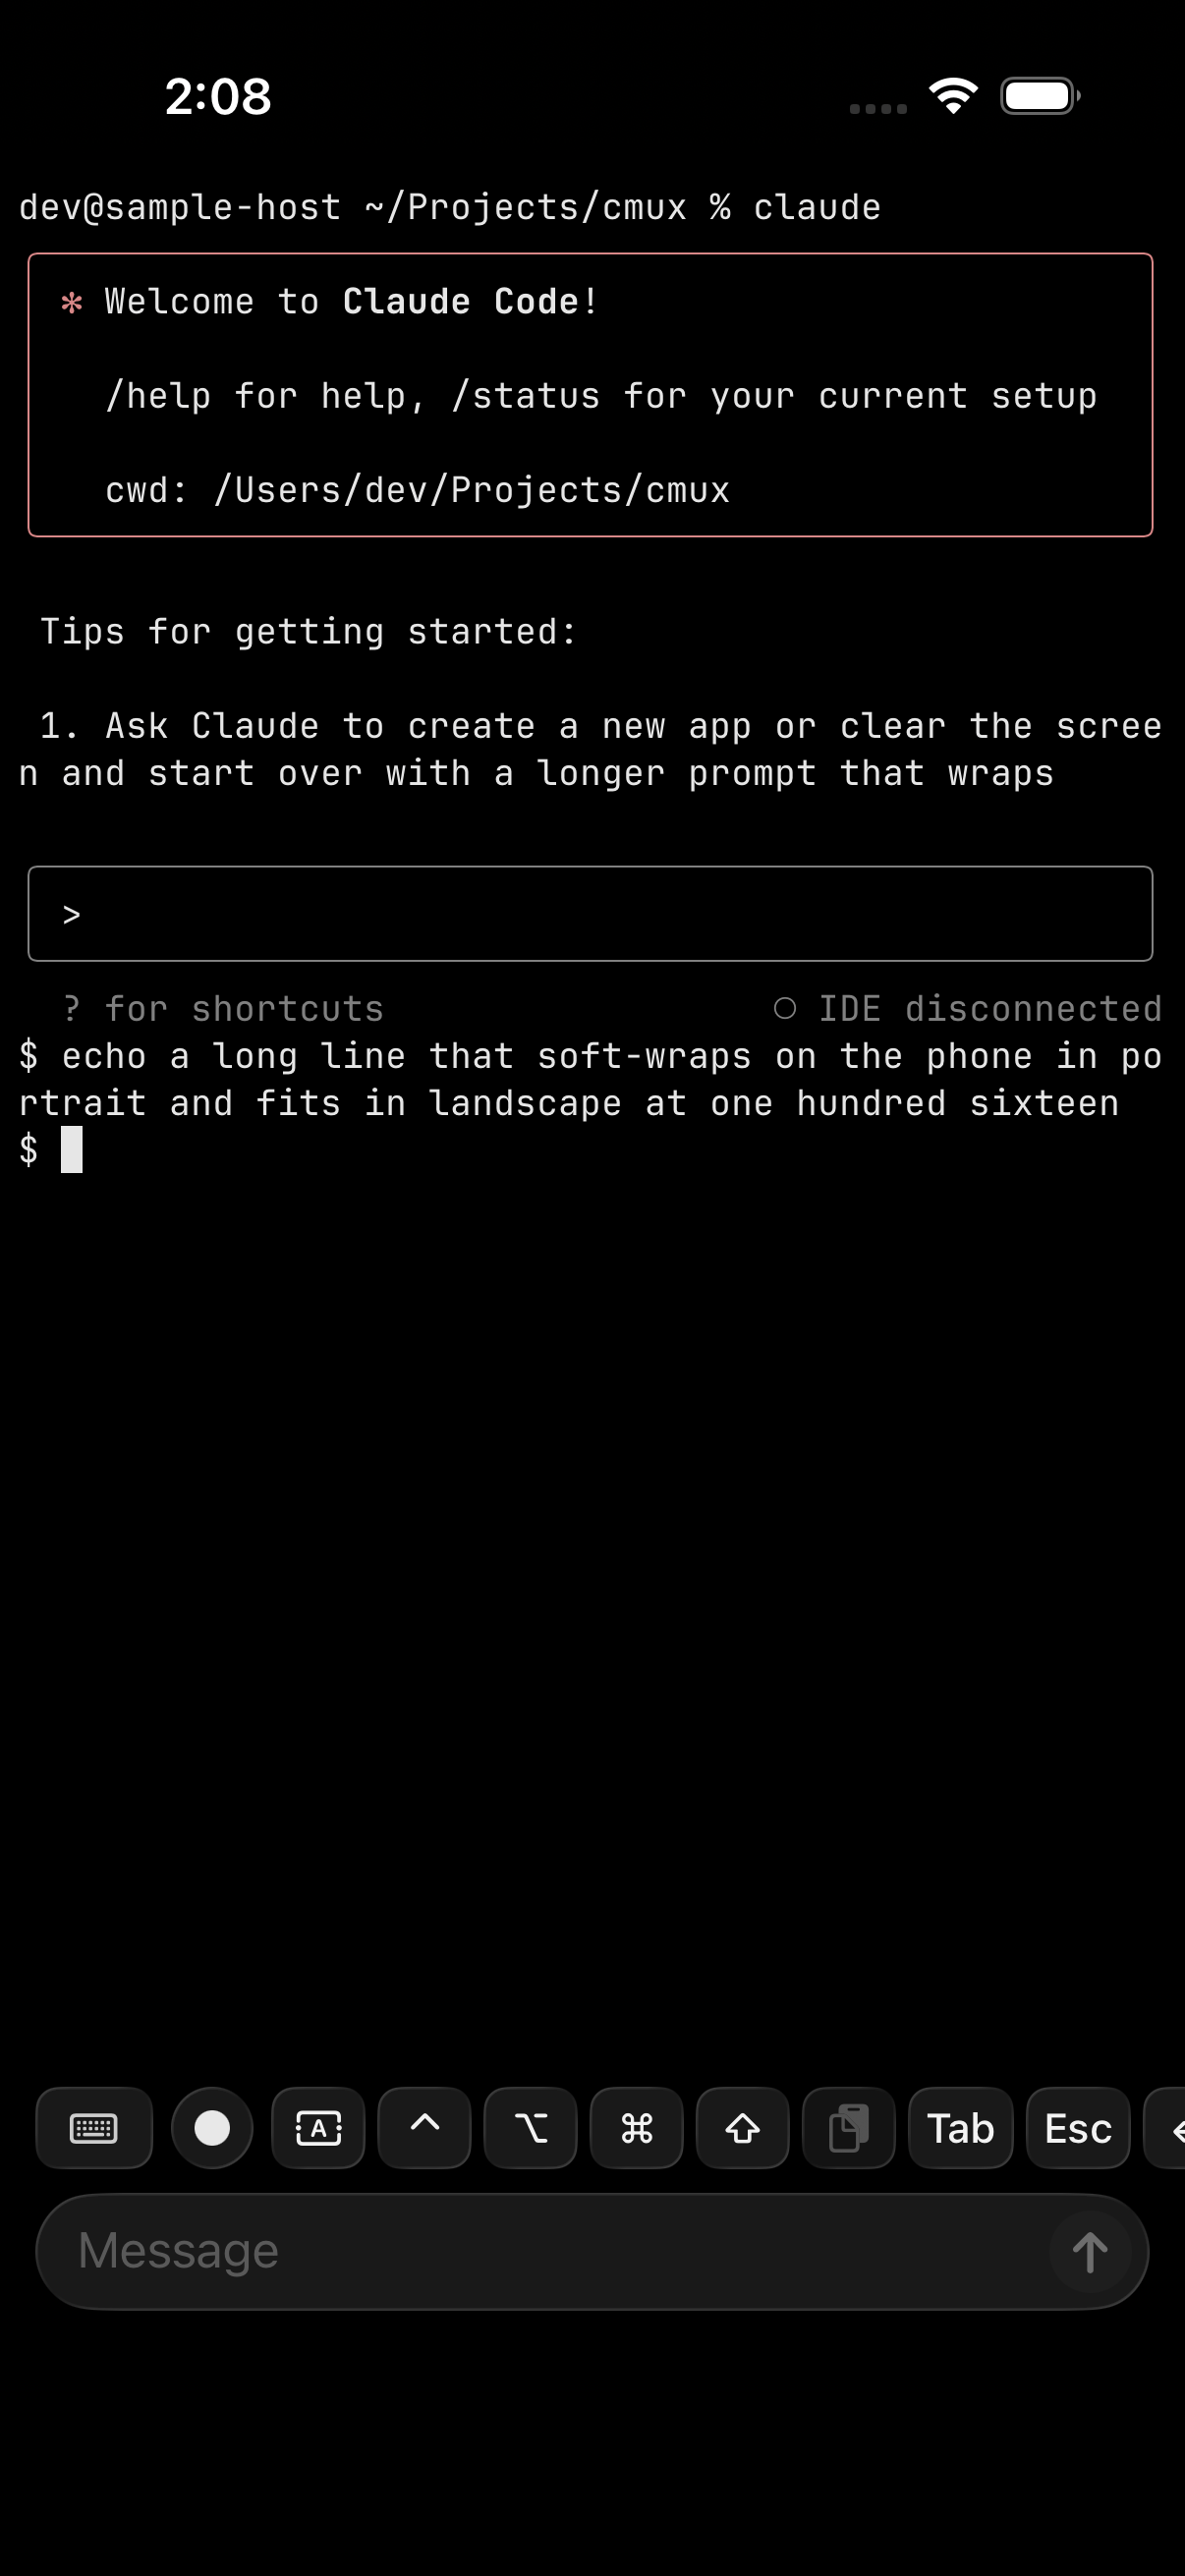 2:08
dev@sample-host ~/Projects/cmux % claude
✻ Welcome to Claude Code!
/help for help, /status for your current setup
cwd: /Users/dev/Projects/cmux
Tips for getting started:
1. Ask Claude to create a new app or clear the scree
n and start over with a longer prompt that wraps
>
? for shortcuts ○ IDE disconnected
$ echo a long line that soft-wraps on the phone in po
rtrait and fits in landscape at one hundred sixteen
$
A ^ ⌥ ⌘ ⇧ Tab Esc
Message